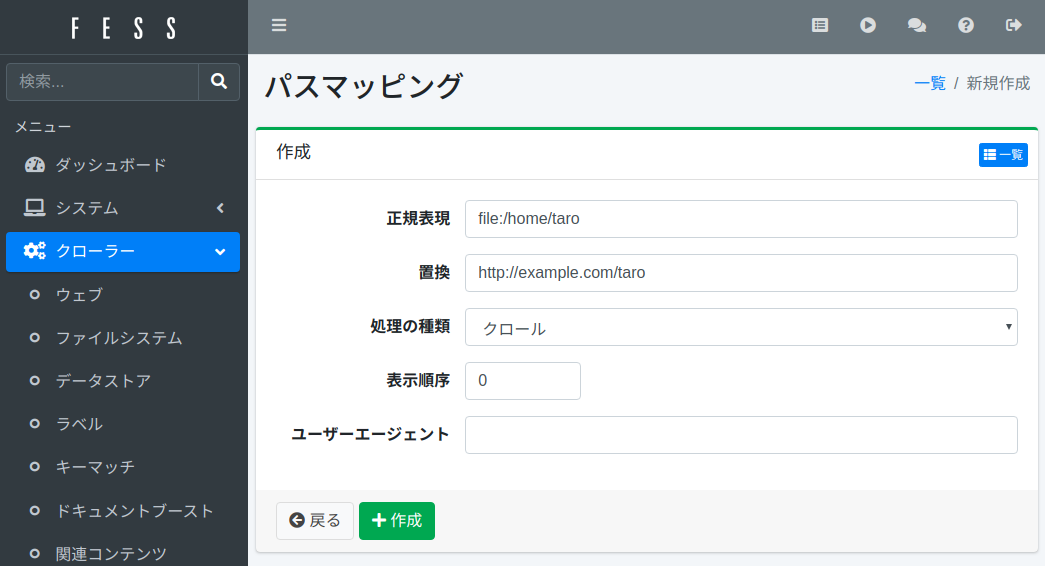 FESS
検索...
メニュー
ダッシュボード
システム
クローラー
ウェブ
ファイルシステム
データストア
ラベル
キーマッチ
ドキュメントブースト
関連コンテンツ
パスマッピング
一覧 / 新規作成
作成
一覧
正規表現 file:/home/taro
置換 http://example.com/taro
処理の種類 クロール
表示順序 0
ユーザーエージェント
戻る 作成